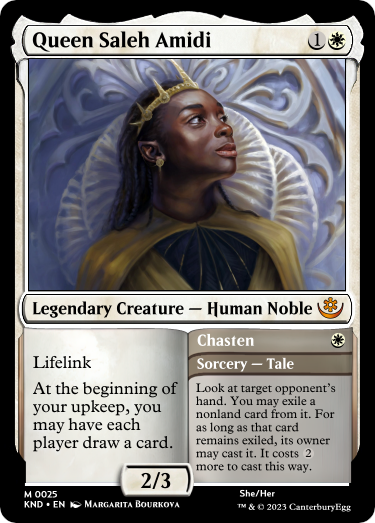 Queen Saleh Amidi 1
Legendary Creature — Human Noble
Lifelink
At the beginning of
your upkeep, you
may have each
player draw a card.
Chasten
Sorcery — Tale
Look at target opponent's
hand. You may exile a
nonland card from it. For
as long as that card
remains exiled, its owner
may cast it. It costs 2
more to cast this way.
2/3
M 0025
KND • EN MARGARITA BOURKOVA
She/Her
™ & © 2023 CanterburyEgg